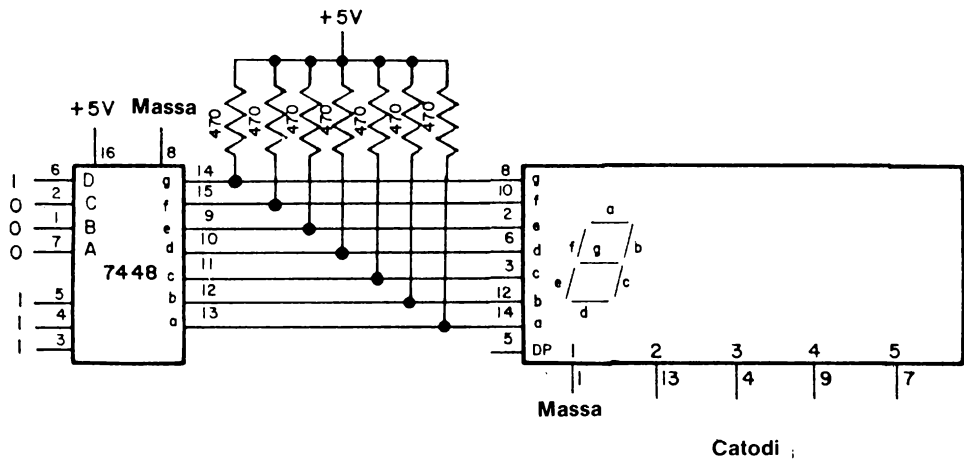 +5V
470 470 470 470 470 470 470
+5V Massa
16 8
1 6 D g 14 8 g
0 2 C f 15 10 f
0 1 B e 9 2 e
0 7 A d 10 6 d
7448 c 11 3 c
1 5 b 12 12 b
1 4 a 13 14 a
1 3 5 DP
a
f g b
e c
d
1 2 3 4 5
1 13 4 9 7
Massa
Catodi